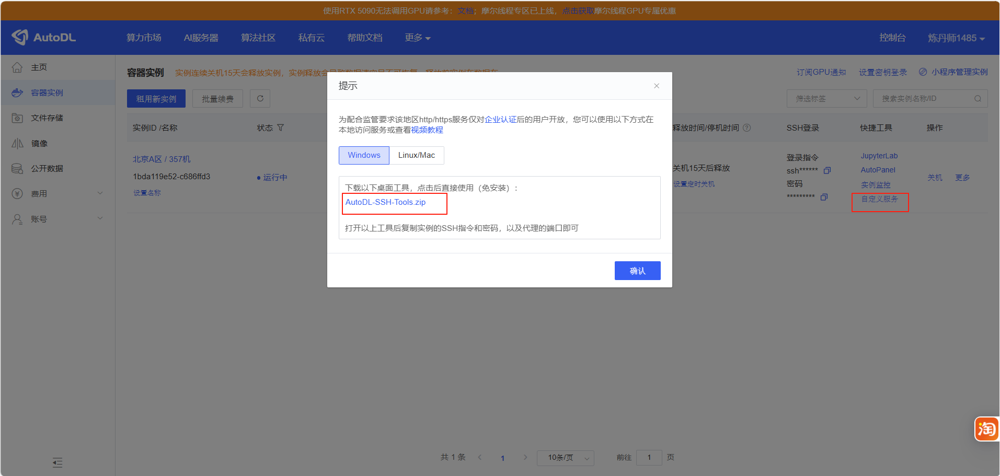 使用RTX 5090无法调用GPU请参考：文档；摩尔线程专区已上线，点击获取摩尔线程GPU专属优惠
AutoDL 算力市场 AI服务器 算法社区 私有云 帮助文档 更多 控制台 炼丹师1485
主页
容器实例
文件存储
镜像
公开数据
费用
账号
容器实例 实例连续关机15天会释放实例，实例释放会
订阅GPU通知 设置密钥登录 小程序管理实例
租用新实例 批量续费 筛选标签 搜索实例名称/ID
实例ID /名称 状态 释放时间/停机时间 SSH登录 快捷工具 操作
北京A区 / 357机
1bda119e52-c686ffd3
设置名称
运行中
关机15天后释放
设置定时关机
登录指令
ssh******
密码
*********
JupyterLab
AutoPanel
实例监控
自定义服务
关机 更多
提示
为配合监管要求该地区http/https服务仅对企业认证后的用户开放，您可以使用以下方式在
本地访问服务或查看视频教程
Windows Linux/Mac
下载以下桌面工具，点击后直接使用（免安装）：
AutoDL-SSH-Tools.zip
打开以上工具后复制实例的SSH指令和密码，以及代理的端口即可
确认
淘
共 1 条 1 10条/页 前往 1 页